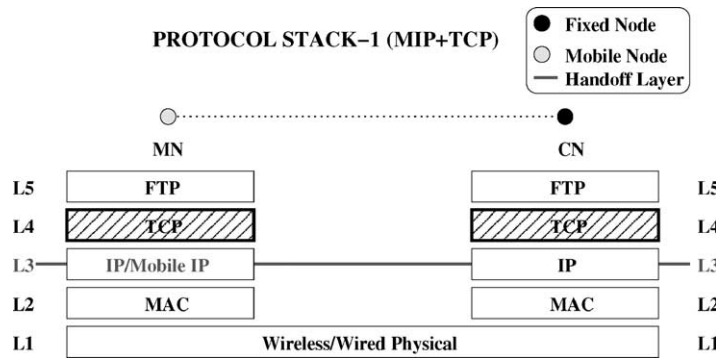 PROTOCOL STACK−1 (MIP+TCP)
Fixed Node
Mobile Node
Handoff Layer
MN CN
L5 FTP FTP L5
L4 TCP TCP L4
L3 IP/Mobile IP IP L3
L2 MAC MAC L2
L1 Wireless/Wired Physical L1